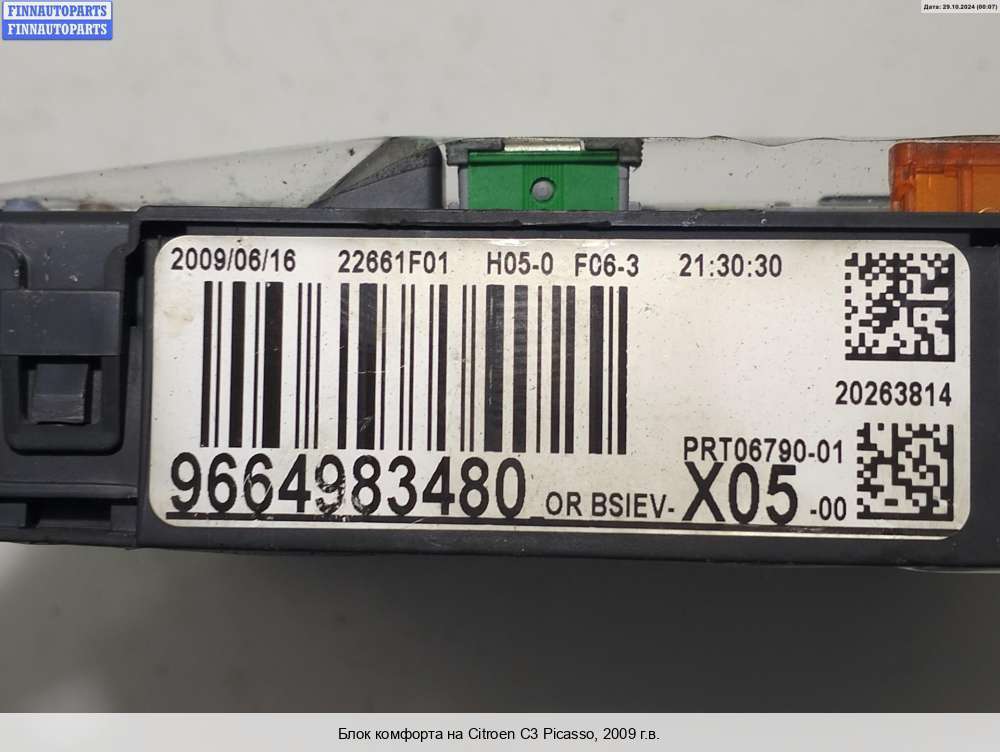 FINNAUTOPARTS
FINNAUTOPARTS
Дата: 29.10.2024 (00:07)
2009/06/16 22661F01 H05-0 F06-3 21:30:30
20263814
PRT06790-01
9664983480 OR BSIEV-X05-00
Блок комфорта на Citroen C3 Picasso, 2009 г.в.